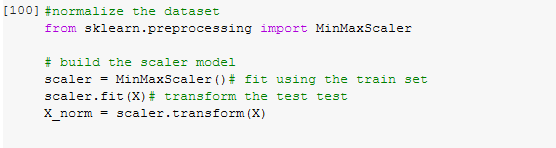 [100] #normalize the dataset
from sklearn.preprocessing import MinMaxScaler
# build the scaler model
scaler = MinMaxScaler()# fit using the train set
scaler.fit(X)# transform the test test
X_norm = scaler.transform(X)